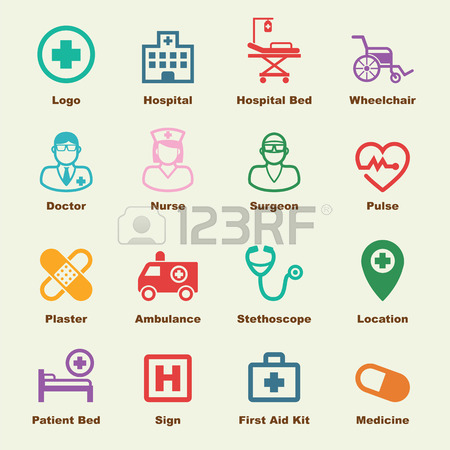 Logo Hospital Hospital Bed Wheelchair
Doctor Nurse Surgeon Pulse
123RF
Plaster Ambulance Stethoscope Location
H
Patient Bed Sign First Aid Kit Medicine